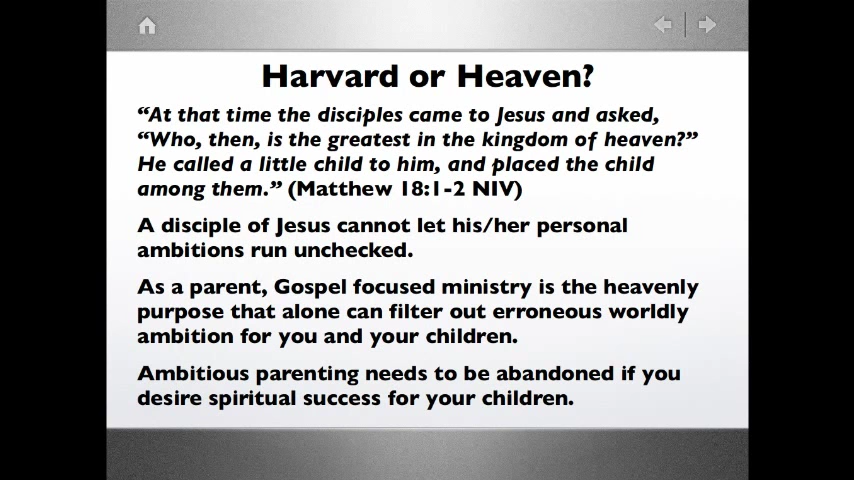 Harvard or Heaven?
“At that time the disciples came to Jesus and asked,
“Who, then, is the greatest in the kingdom of heaven?”
He called a little child to him, and placed the child
among them.” (Matthew 18:1-2 NIV)
A disciple of Jesus cannot let his/her personal
ambitions run unchecked.
As a parent, Gospel focused ministry is the heavenly
purpose that alone can filter out erroneous worldly
ambition for you and your children.
Ambitious parenting needs to be abandoned if you
desire spiritual success for your children.